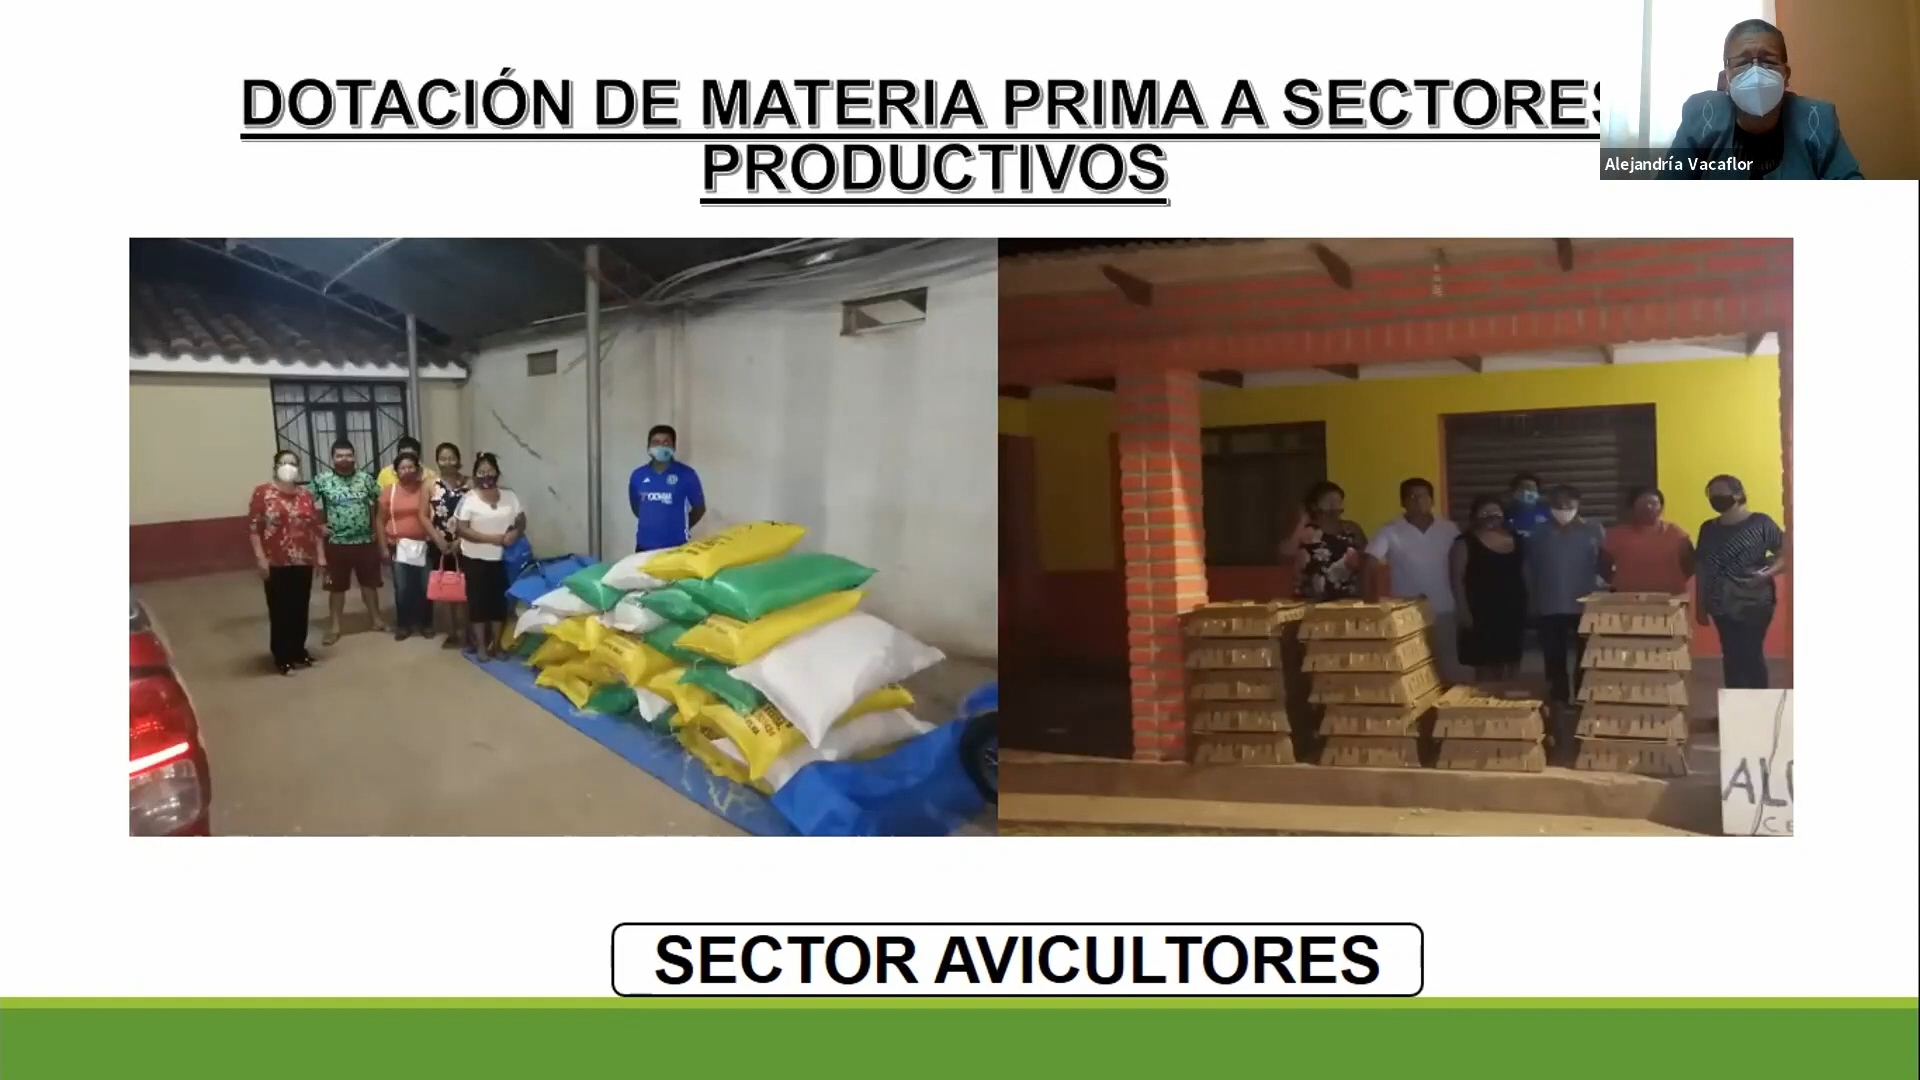 DOTACIÓN DE MATERIA PRIMA A SECTORES
PRODUCTIVOS
Alejandría Vacaflor
SECTOR AVICULTORES